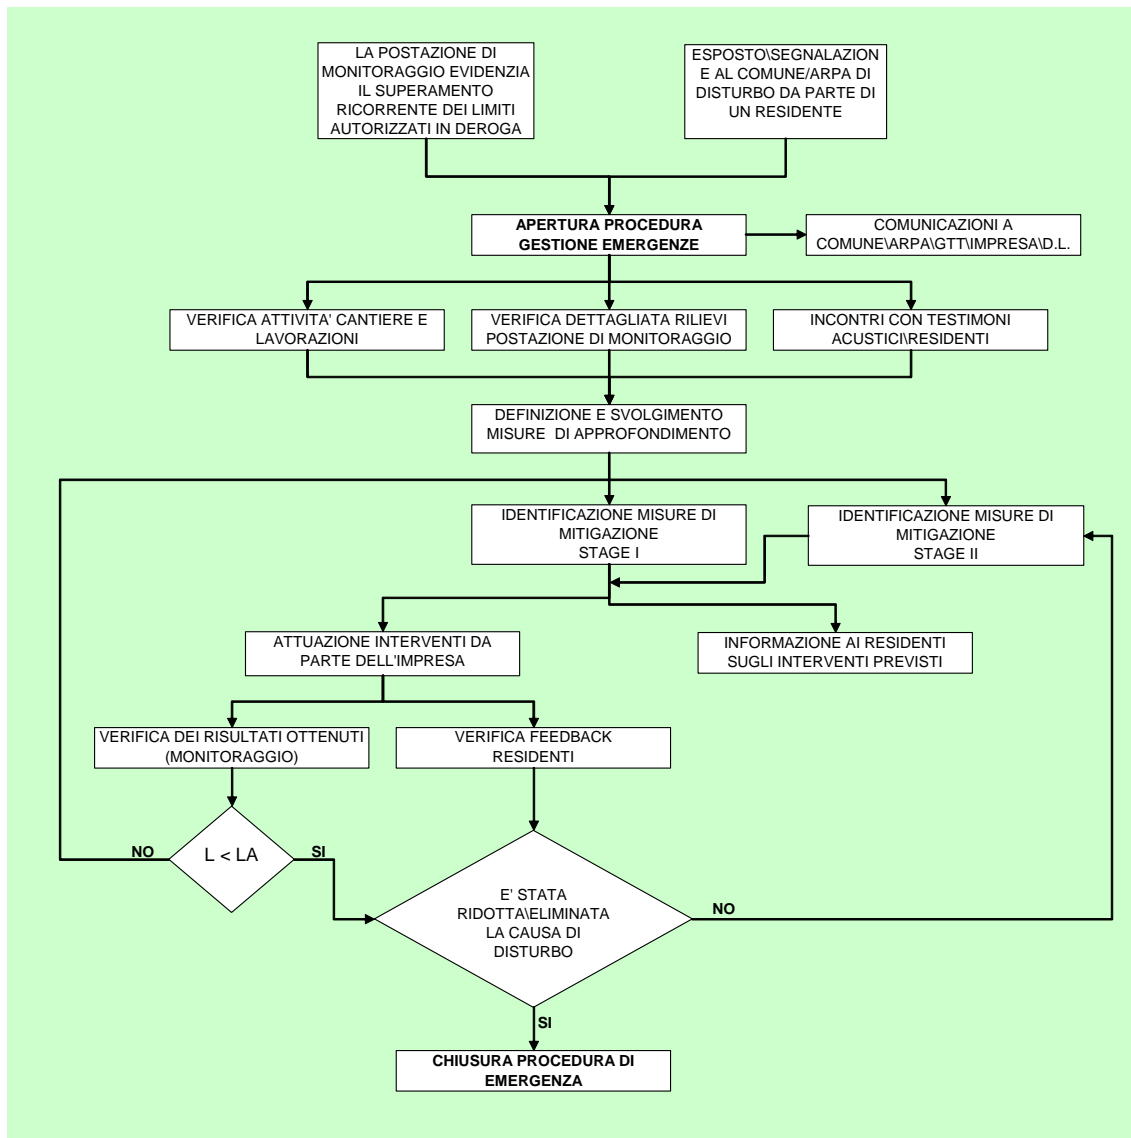 LA POSTAZIONE DI
MONITORAGGIO EVIDENZIA
IL SUPERAMENTO
RICORRENTE DEI LIMITI
AUTORIZZATI IN DEROGA
ESPOSTO\SEGNALAZION
E AL COMUNE/ARPA DI
DISTURBO DA PARTE DI
UN RESIDENTE
APERTURA PROCEDURA
GESTIONE EMERGENZE
COMUNICAZIONI A
COMUNE\ARPA\GTT\IMPRESA\D.L.
VERIFICA ATTIVITA' CANTIERE E
LAVORAZIONI
VERIFICA DETTAGLIATA RILIEVI
POSTAZIONE DI MONITORAGGIO
INCONTRI CON TESTIMONI
ACUSTICI\RESIDENTI
DEFINIZIONE E SVOLGIMENTO
MISURE  DI APPROFONDIMENTO
IDENTIFICAZIONE MISURE DI
MITIGAZIONE
STAGE I
IDENTIFICAZIONE MISURE DI
MITIGAZIONE
STAGE II
ATTUAZIONE INTERVENTI DA
PARTE DELL'IMPRESA
INFORMAZIONE AI RESIDENTI
SUGLI INTERVENTI PREVISTI
VERIFICA DEI RISULTATI OTTENUTI
(MONITORAGGIO)
VERIFICA FEEDBACK
RESIDENTI
NO
L < LA
SI
E' STATA
RIDOTTA\ELIMINATA
LA CAUSA DI
DISTURBO
NO
SI
CHIUSURA PROCEDURA DI
EMERGENZA